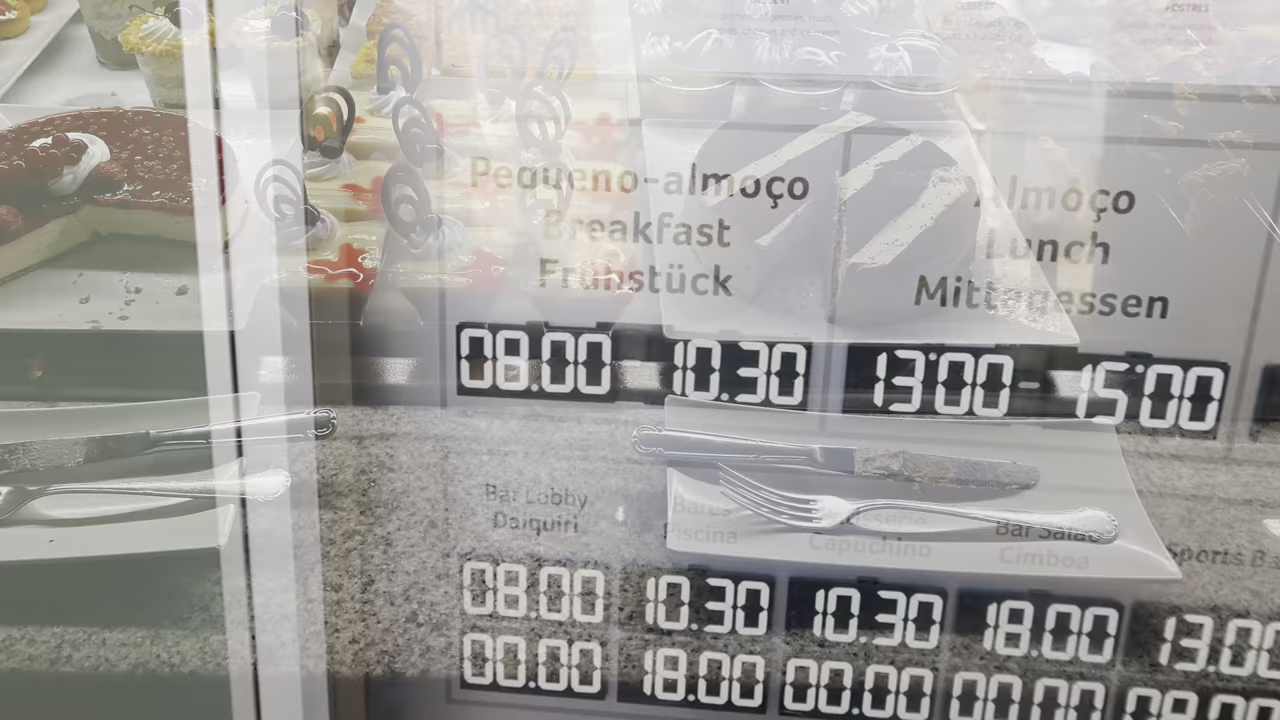 POSTRES
Pequeno-almoço
Breakfast
Frühstück
Almoço
Lunch
Mittagessen
08.00 - 10.30
13:00 - 15:00
Bar Lobby
Daiquiri
Bares
Piscina
Capuchino
Bar Salão
Cimboa
Sports
08.00 10.30 10.30 18.00 13.00
00.00 18.00 00.00 00.00